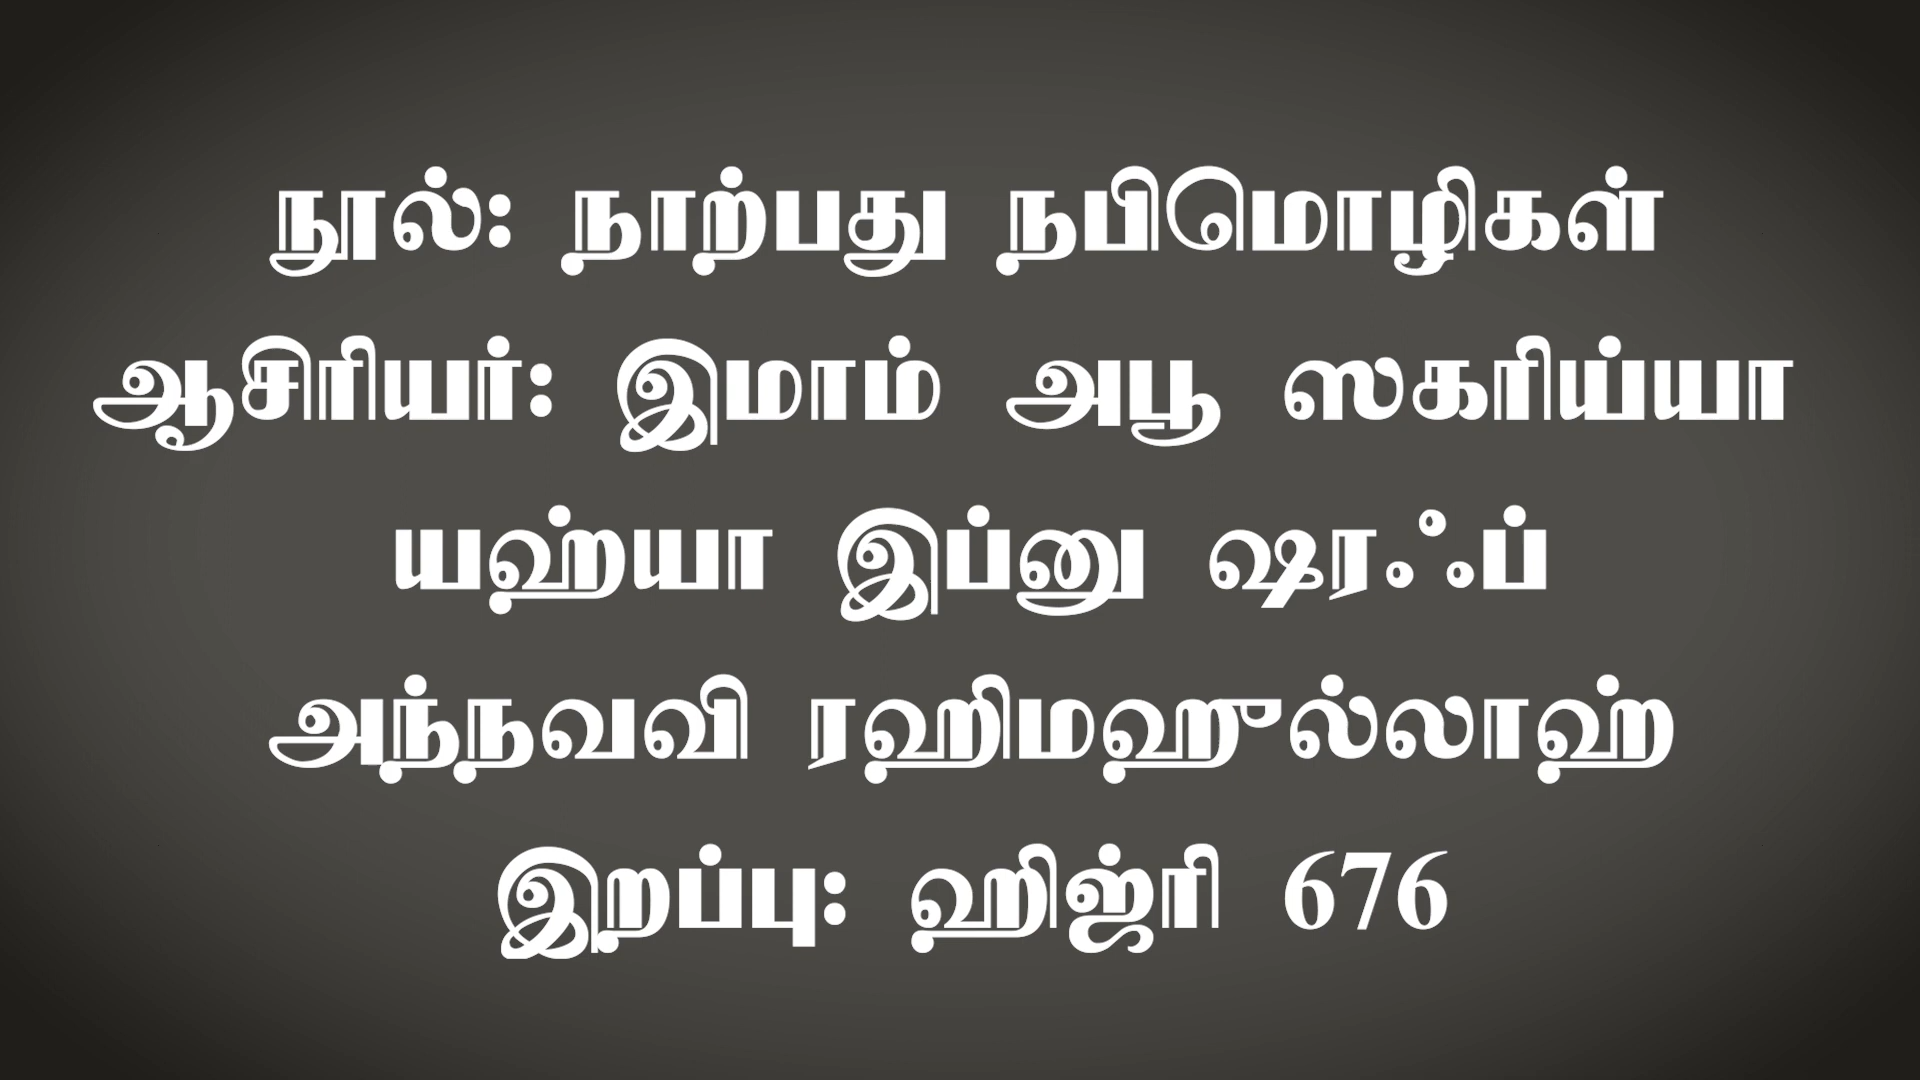 நூல்: நாற்பது நபிமொழிகள்
ஆசிரியர்: இமாம் அபூ ஸகரிய்யா
யஹ்யா இப்னு ஷரஃப்
அந்நவவி ரஹிமஹுல்லாஹ்
இறப்பு: ஹிஜ்ரி 676